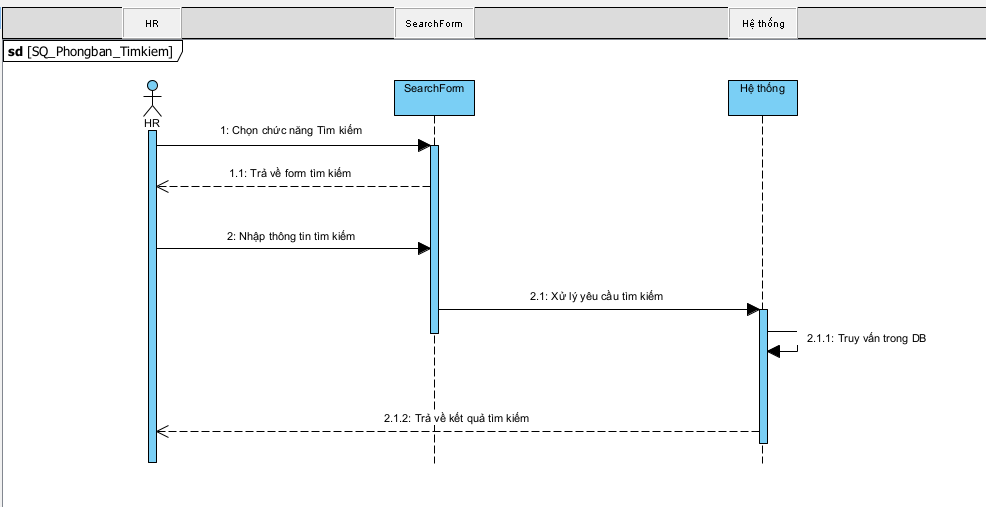 HR
SearchForm
Hệ thống
sd [SQ_Phongban_Timkiem]
SearchForm
Hệ thống
HR
1: Chọn chức năng Tìm kiếm
1.1: Trả về form tìm kiếm
2: Nhập thông tin tìm kiếm
2.1: Xử lý yêu cầu tìm kiếm
2.1.1: Truy vấn trong DB
2.1.2: Trả về kết quả tìm kiếm